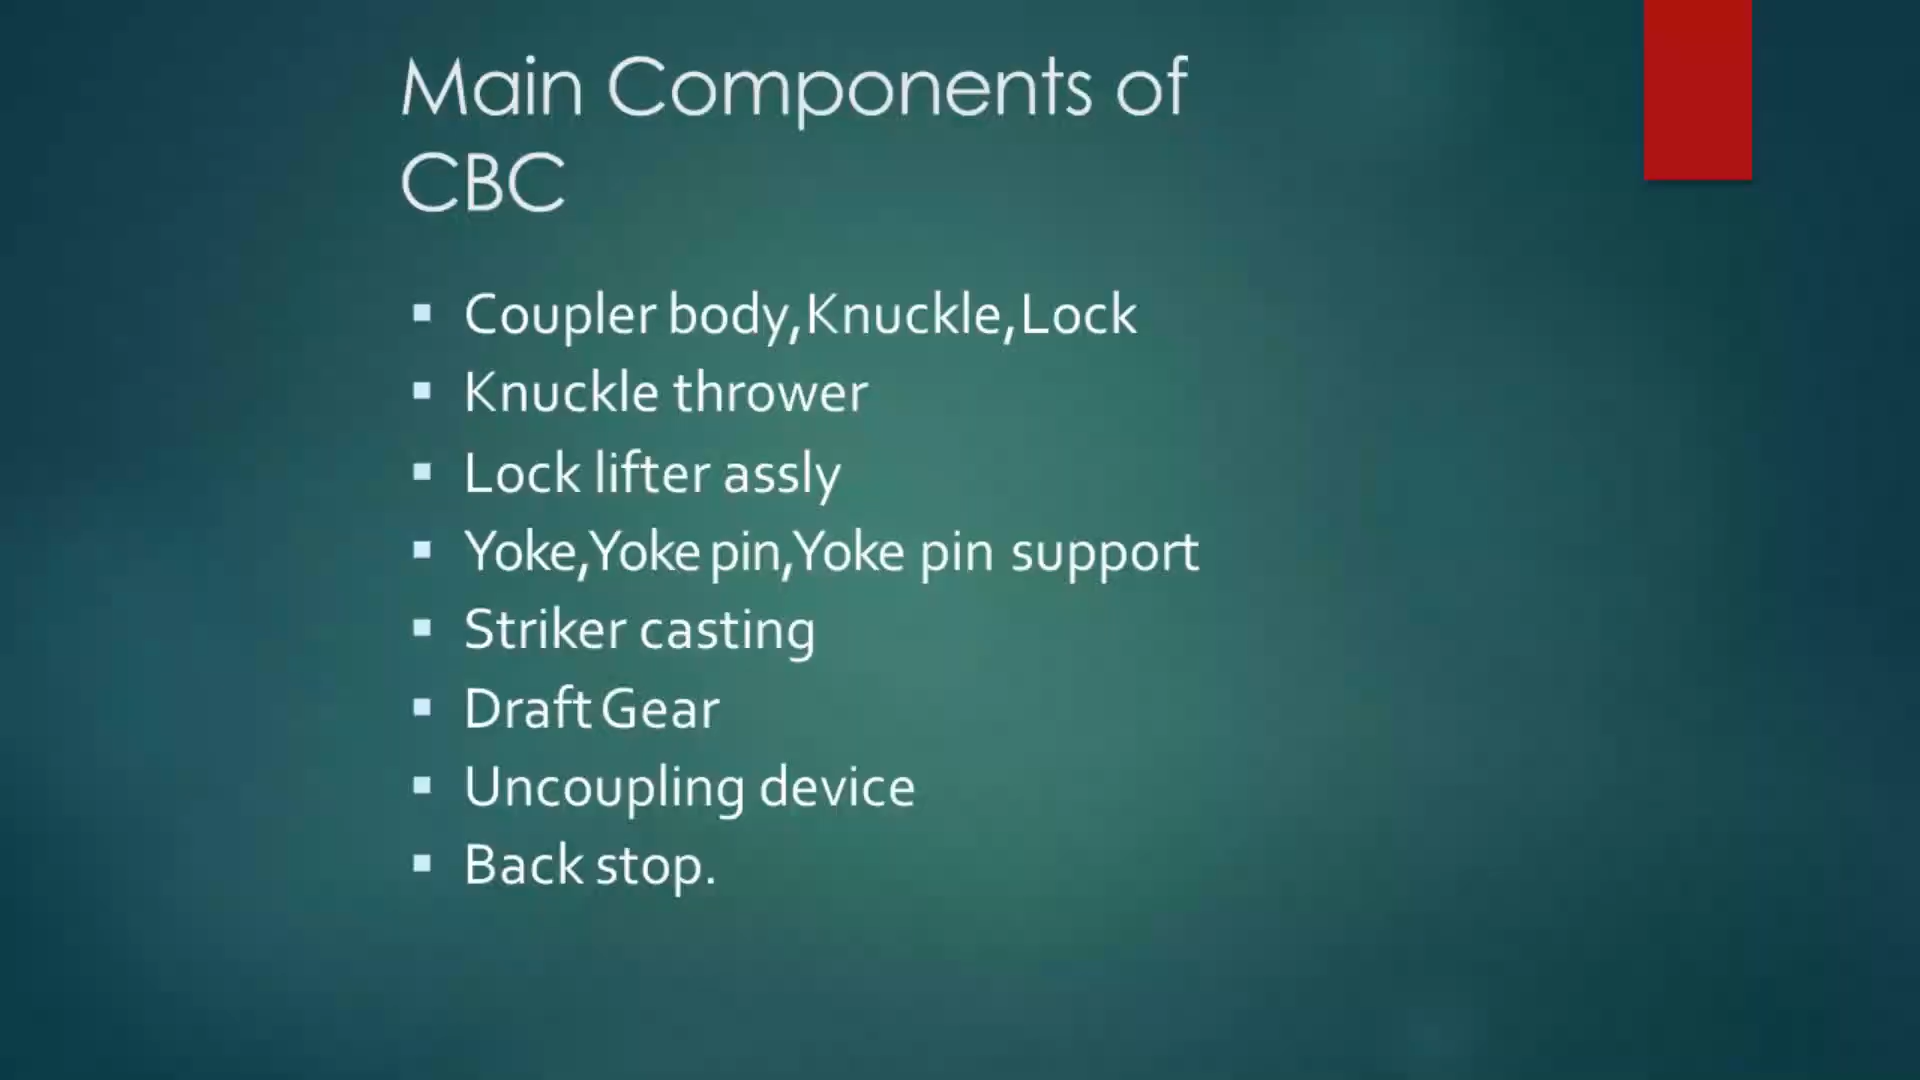 Main Components of
CBC
▪ Coupler body,Knuckle,Lock
▪ Knuckle thrower
▪ Lock lifter assly
▪ Yoke,Yoke pin,Yoke pin support
▪ Striker casting
▪ Draft Gear
▪ Uncoupling device
▪ Back stop.